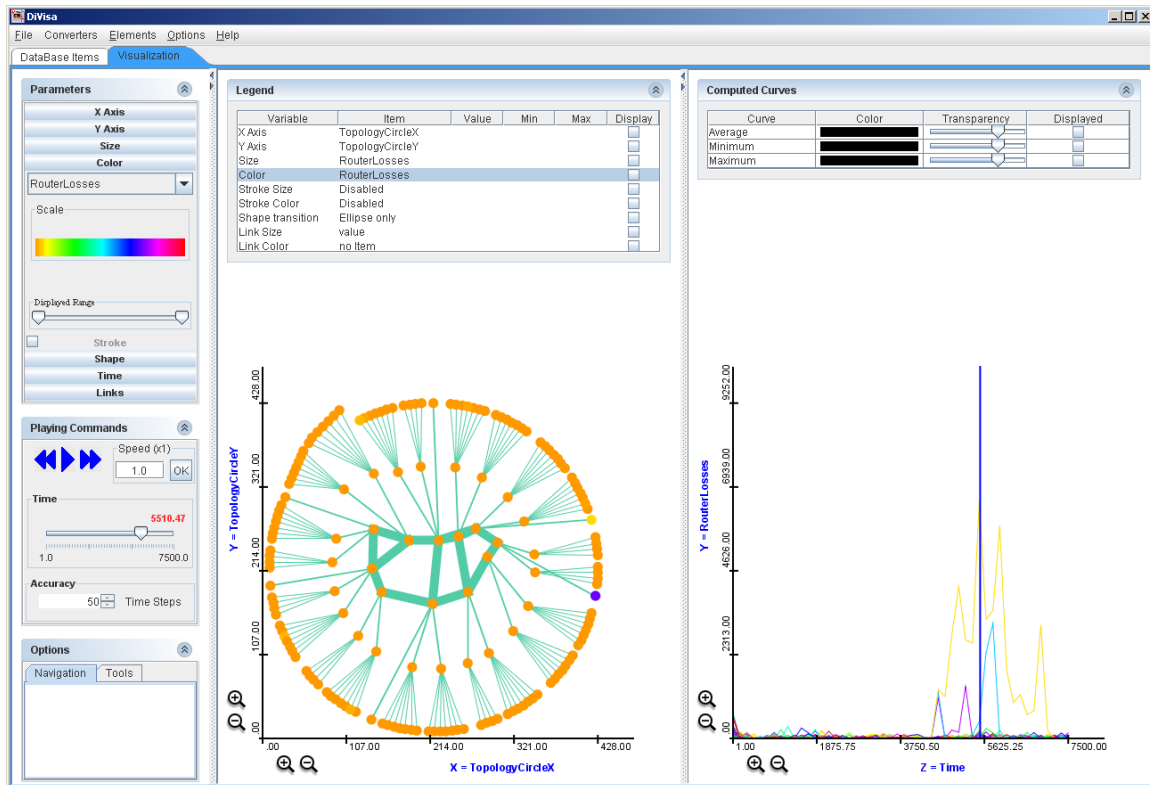 DiVisa
File Converters Elements Options Help
DataBase Items Visualization
Parameters
X Axis
Y Axis
Size
Color
RouterLosses
Scale
Displayed Range
Stroke
Shape
Time
Links
Playing Commands
Speed (x1)
1.0 OK
Time
5510.47
1.0 7500.0
Accuracy
50 Time Steps
Options
Navigation Tools
Legend
Variable Item Value Min Max Display
X Axis TopologyCircleX
Y Axis TopologyCircleY
Size RouterLosses
Color RouterLosses
Stroke Size Disabled
Stroke Color Disabled
Shape transition Ellipse only
Link Size value
Link Color no Item
428.00
321.00
214.00
107.00
.00
Y = TopologyCircleY
.00 107.00 214.00 321.00 428.00
X = TopologyCircleX
Computed Curves
Curve Color Transparency Displayed
Average
Minimum
Maximum
9252.00
6939.00
4626.00
2313.00
.00
Y = RouterLosses
1.00 1875.75 3750.50 5625.25 7500.00
Z = Time